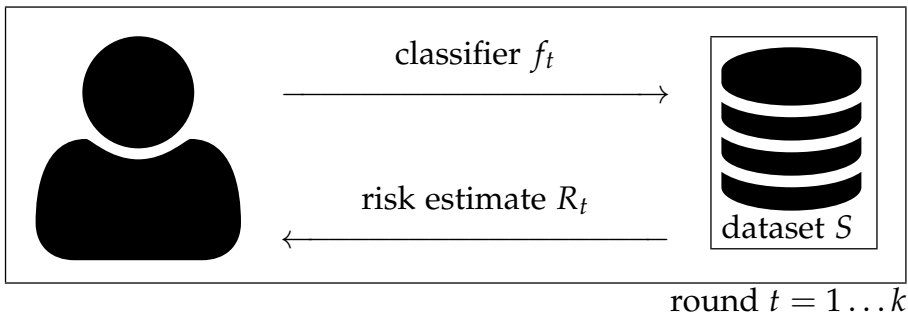 classifier f_t
risk estimate R_t
dataset S
round t = 1 … k